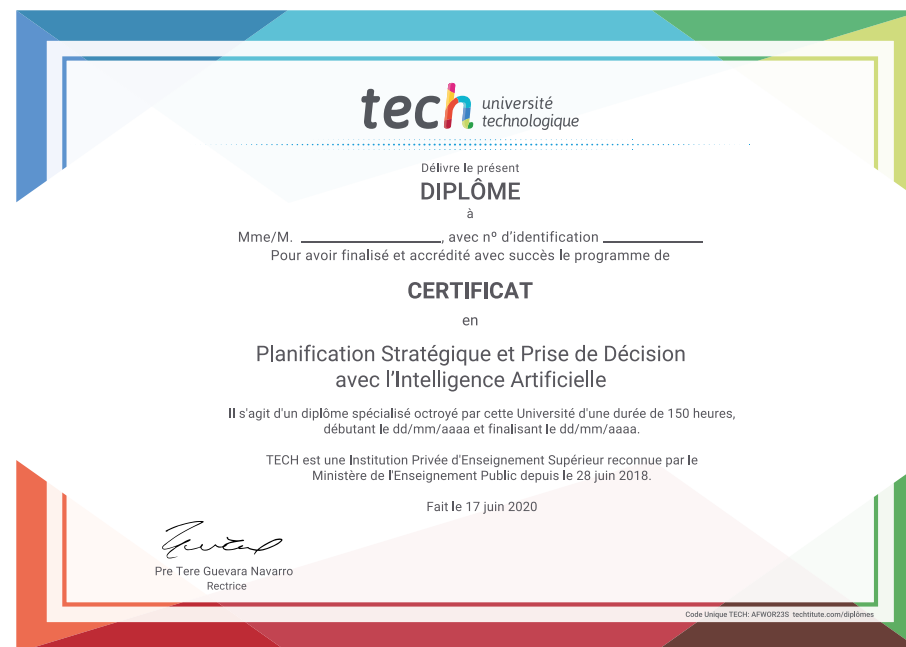 tech université
technologique
Délivre le présent
DIPLÔME
à
Mme/M. ____________________, avec nº d'identification ______________
Pour avoir finalisé et accrédité avec succès le programme de
CERTIFICAT
en
Planification Stratégique et Prise de Décision
avec l'Intelligence Artificielle
Il s'agit d'un diplôme spécialisé octroyé par cette Université d'une durée de 150 heures,
débutant le dd/mm/aaaa et finalisant le dd/mm/aaaa.
TECH est une Institution Privée d'Enseignement Supérieur reconnue par le
Ministère de l'Enseignement Public depuis le 28 juin 2018.
Fait le 17 juin 2020
Pre Tere Guevara Navarro
Rectrice
Code Unique TECH: AFWOR23S techtitute.com/diplômes